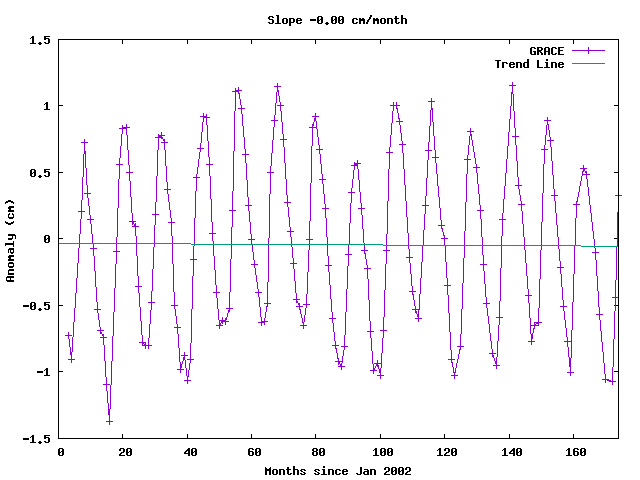 Slope -0.00 cm/month
GRACE
Trend Line
1.5
1
0.5
0
-0.5
-1
-1.5
Anomaly (cm)
0 20 40 60 80 100 120 140 160
Months since Jan 2002